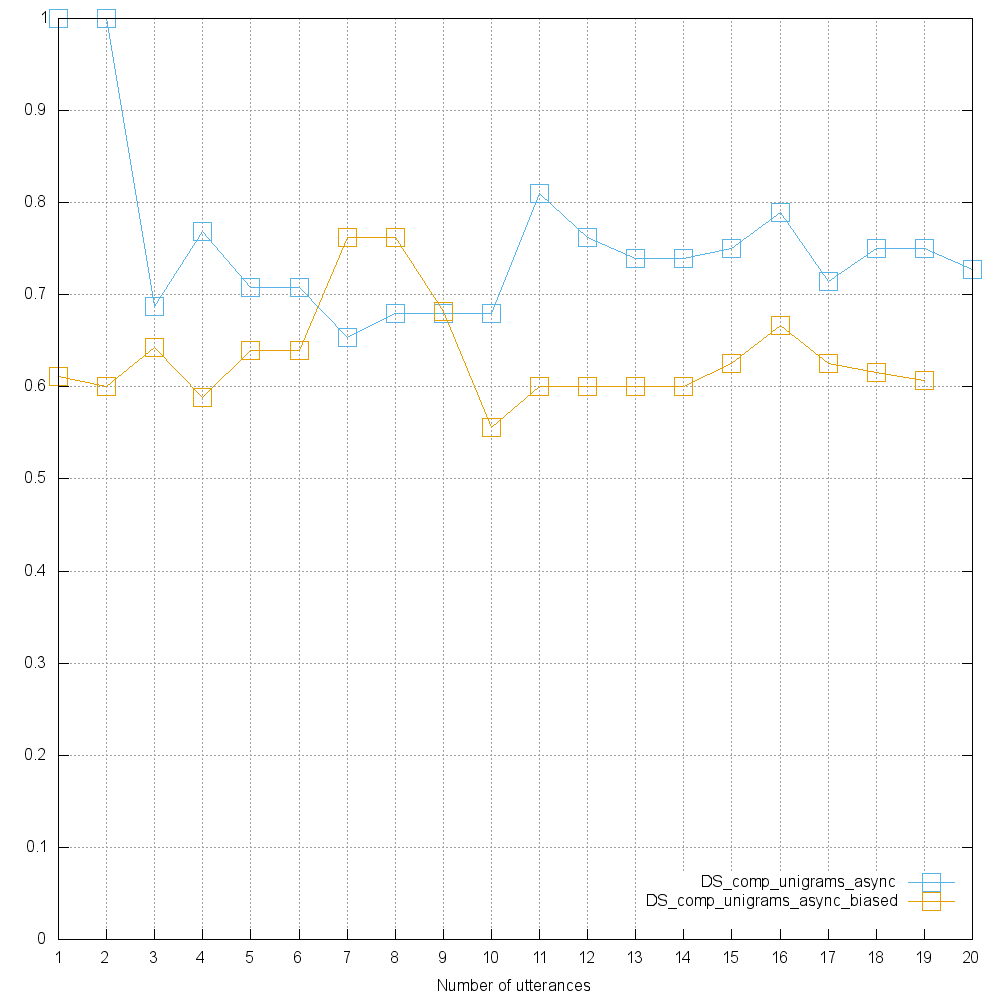 1
0.9
0.8
0.7
0.6
0.5
0.4
0.3
0.2
0.1
0
DS_comp_unigrams_async
DS_comp_unigrams_async_biased
1 2 3 4 5 6 7 8 9 10 11 12 13 14 15 16 17 18 19 20
Number of utterances